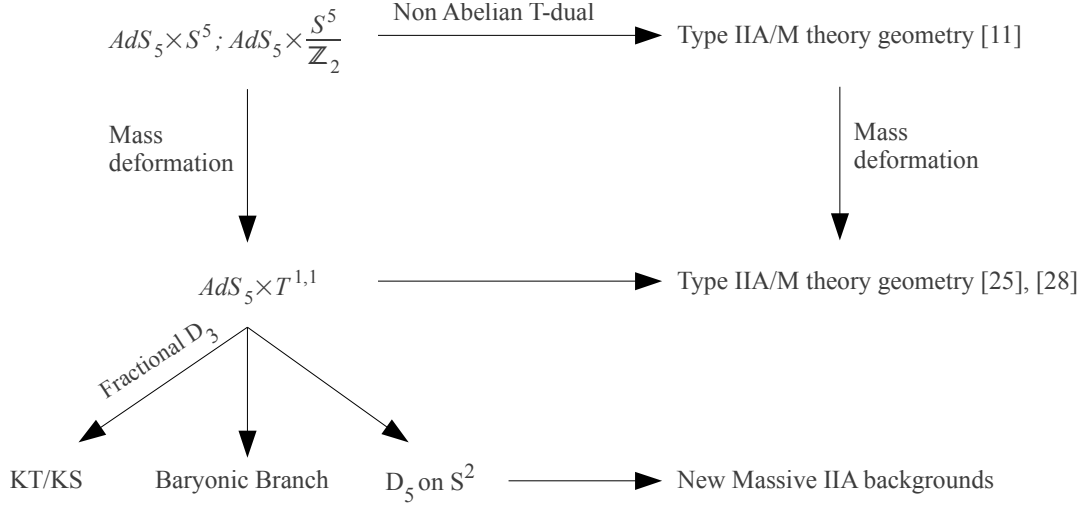 AdS₅×S⁵; AdS₅×S⁵/ℤ₂
Non Abelian T-dual
Type IIA/M theory geometry [11]
Mass
deformation
Mass
deformation
AdS₅×T¹,¹
Type IIA/M theory geometry [25], [28]
Fractional D₃
KT/KS
Baryonic Branch
D₅ on S²
New Massive IIA backgrounds